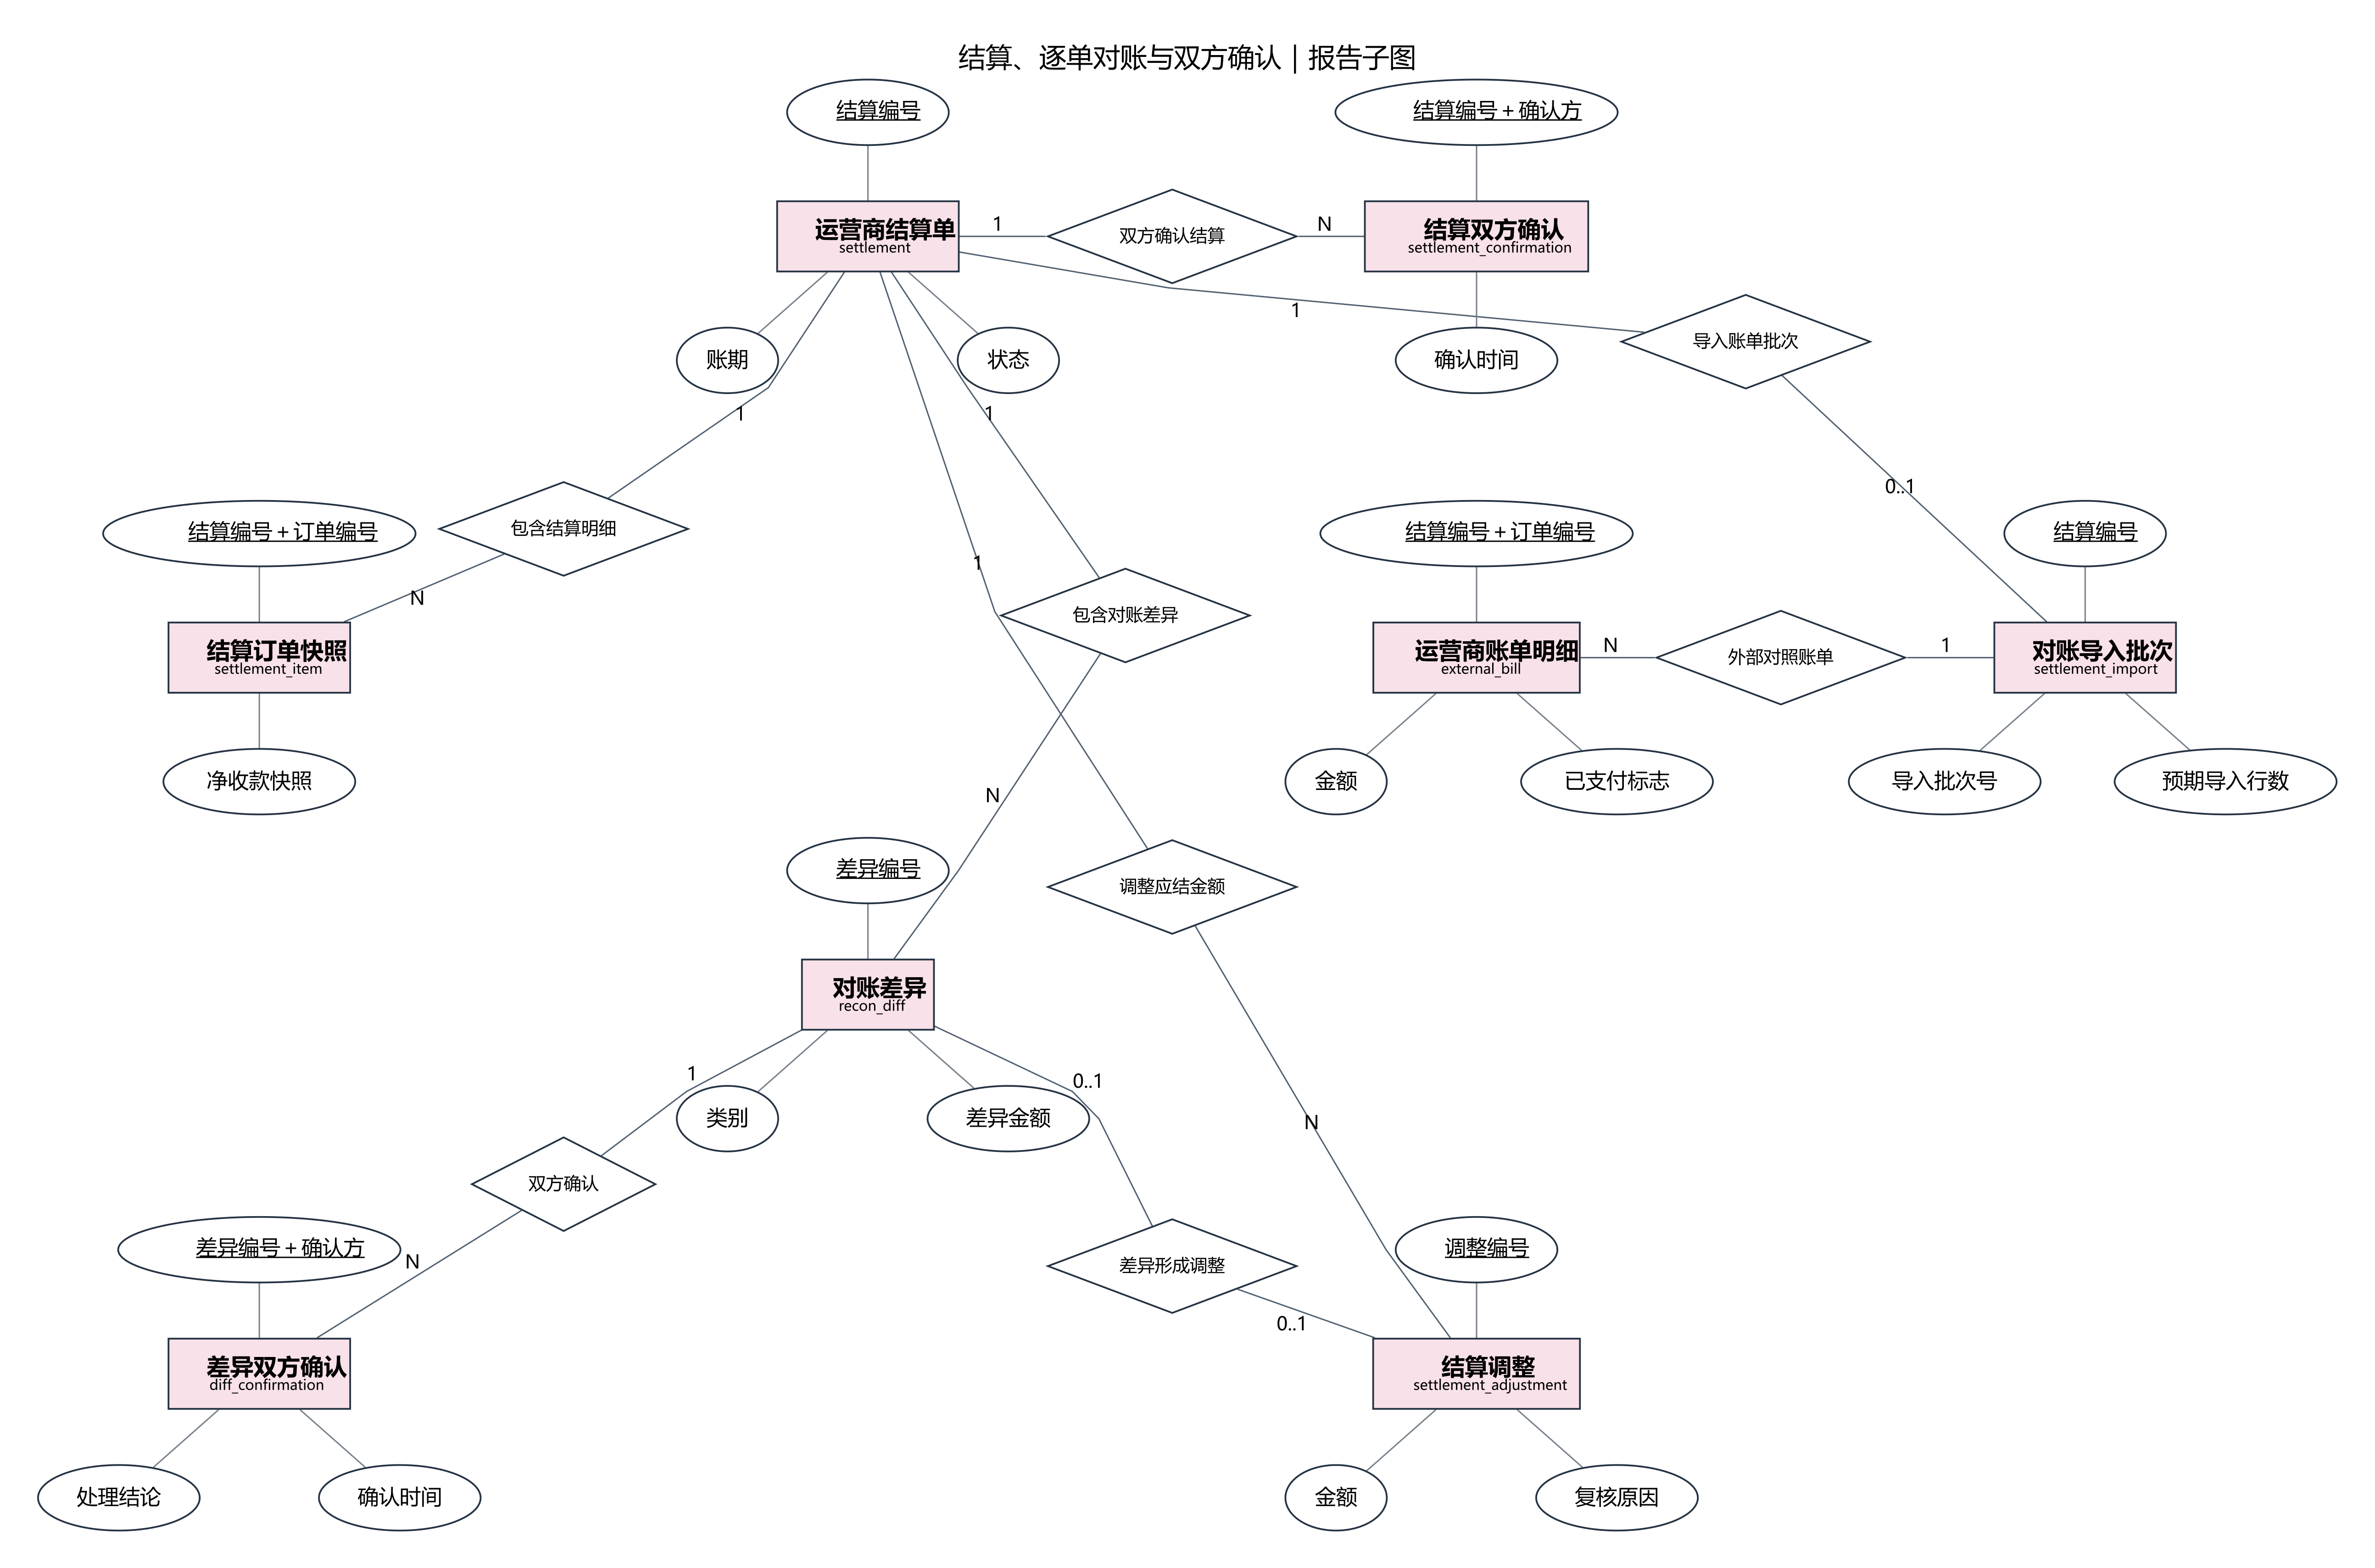 结算、逐单对账与双方确认 | 报告子图
结算编号
结算编号 + 确认方
运营商结算单
settlement
1
双方确认结算
N
结算双方确认
settlement_confirmation
1
导入账单批次
账期
状态
确认时间
1
1
0..1
结算编号 + 订单编号
包含结算明细
结算编号 + 订单编号
结算编号
1
N
包含对账差异
结算订单快照
settlement_item
运营商账单明细
external_bill
N
外部对照账单
1
对账导入批次
settlement_import
净收款快照
金额
已支付标志
导入批次号
预期导入行数
N
差异编号
调整应结金额
对账差异
recon_diff
1
0..1
类别
差异金额
N
双方确认
差异编号 + 确认方
N
差异形成调整
调整编号
0..1
差异双方确认
diff_confirmation
结算调整
settlement_adjustment
处理结论
确认时间
金额
复核原因